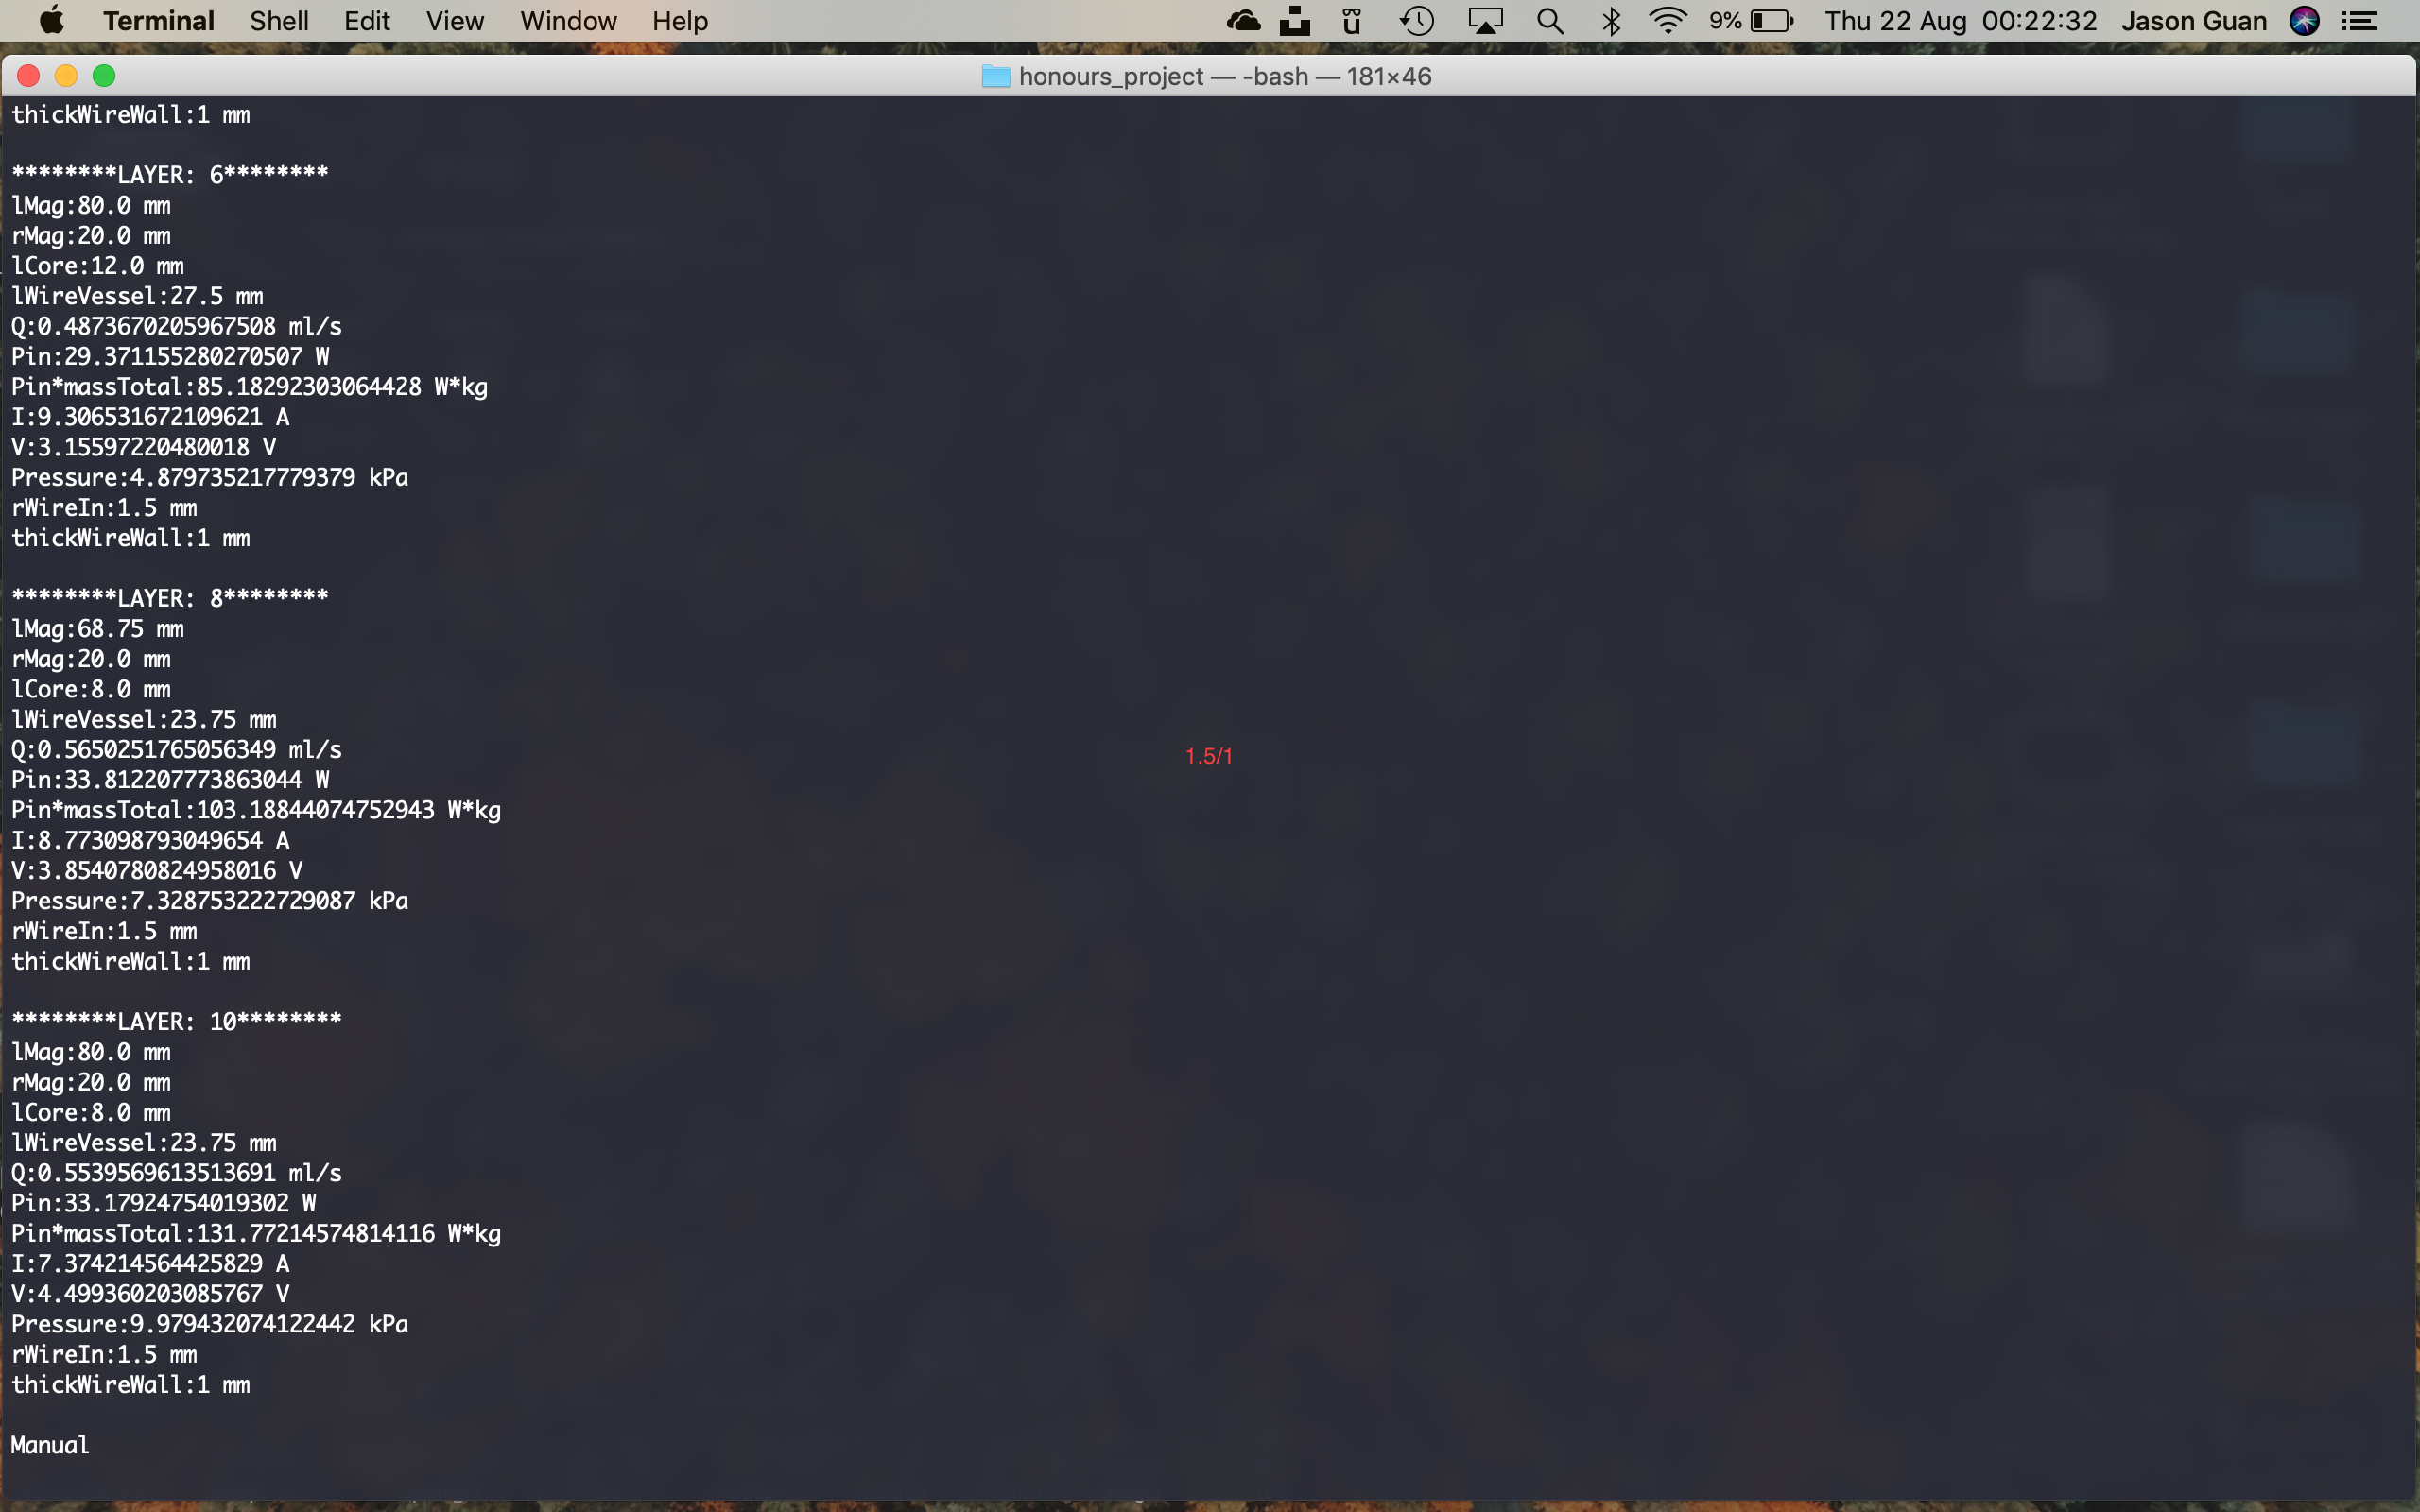 Terminal Shell Edit View Window Help 9% Thu 22 Aug 00:22:32 Jason Guan
honours_project — -bash — 181×46
thickWireWall:1 mm
********LAYER: 6********
lMag:80.0 mm
rMag:20.0 mm
lCore:12.0 mm
lWireVessel:27.5 mm
Q:0.4873670205967508 ml/s
Pin:29.371155280270507 W
Pin*massTotal:85.18292303064428 W*kg
I:9.306531672109621 A
V:3.15597220480018 V
Pressure:4.879735217779379 kPa
rWireIn:1.5 mm
thickWireWall:1 mm
********LAYER: 8********
lMag:68.75 mm
rMag:20.0 mm
lCore:8.0 mm
lWireVessel:23.75 mm
Q:0.5650251765056349 ml/s
1.5/1
Pin:33.812207773863044 W
Pin*massTotal:103.18844074752943 W*kg
I:8.773098793049654 A
V:3.8540780824958016 V
Pressure:7.328753222729087 kPa
rWireIn:1.5 mm
thickWireWall:1 mm
********LAYER: 10********
lMag:80.0 mm
rMag:20.0 mm
lCore:8.0 mm
lWireVessel:23.75 mm
Q:0.5539569613513691 ml/s
Pin:33.17924754019302 W
Pin*massTotal:131.77214574814116 W*kg
I:7.374214564425829 A
V:4.499360203085767 V
Pressure:9.979432074122442 kPa
rWireIn:1.5 mm
thickWireWall:1 mm
Manual